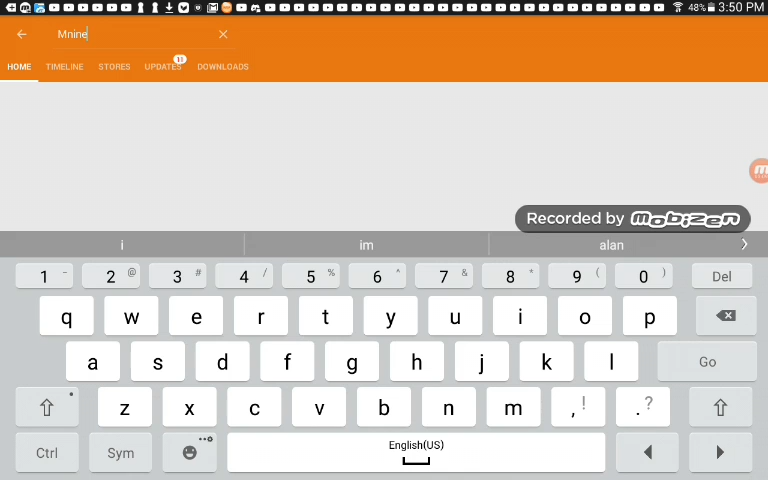 48% 3:50 PM
Mnine
HOME TIMELINE STORES UPDATES 11 DOWNLOADS
Recorded by mobizen
i im alan
1 - 2 @ 3 # 4 / 5 % 6 ^ 7 & 8 * 9 ( 0 ) Del
q w e r t y u i o p
a s d f g h j k l Go
z x c v b n m , ! . ?
Ctrl Sym English(US)